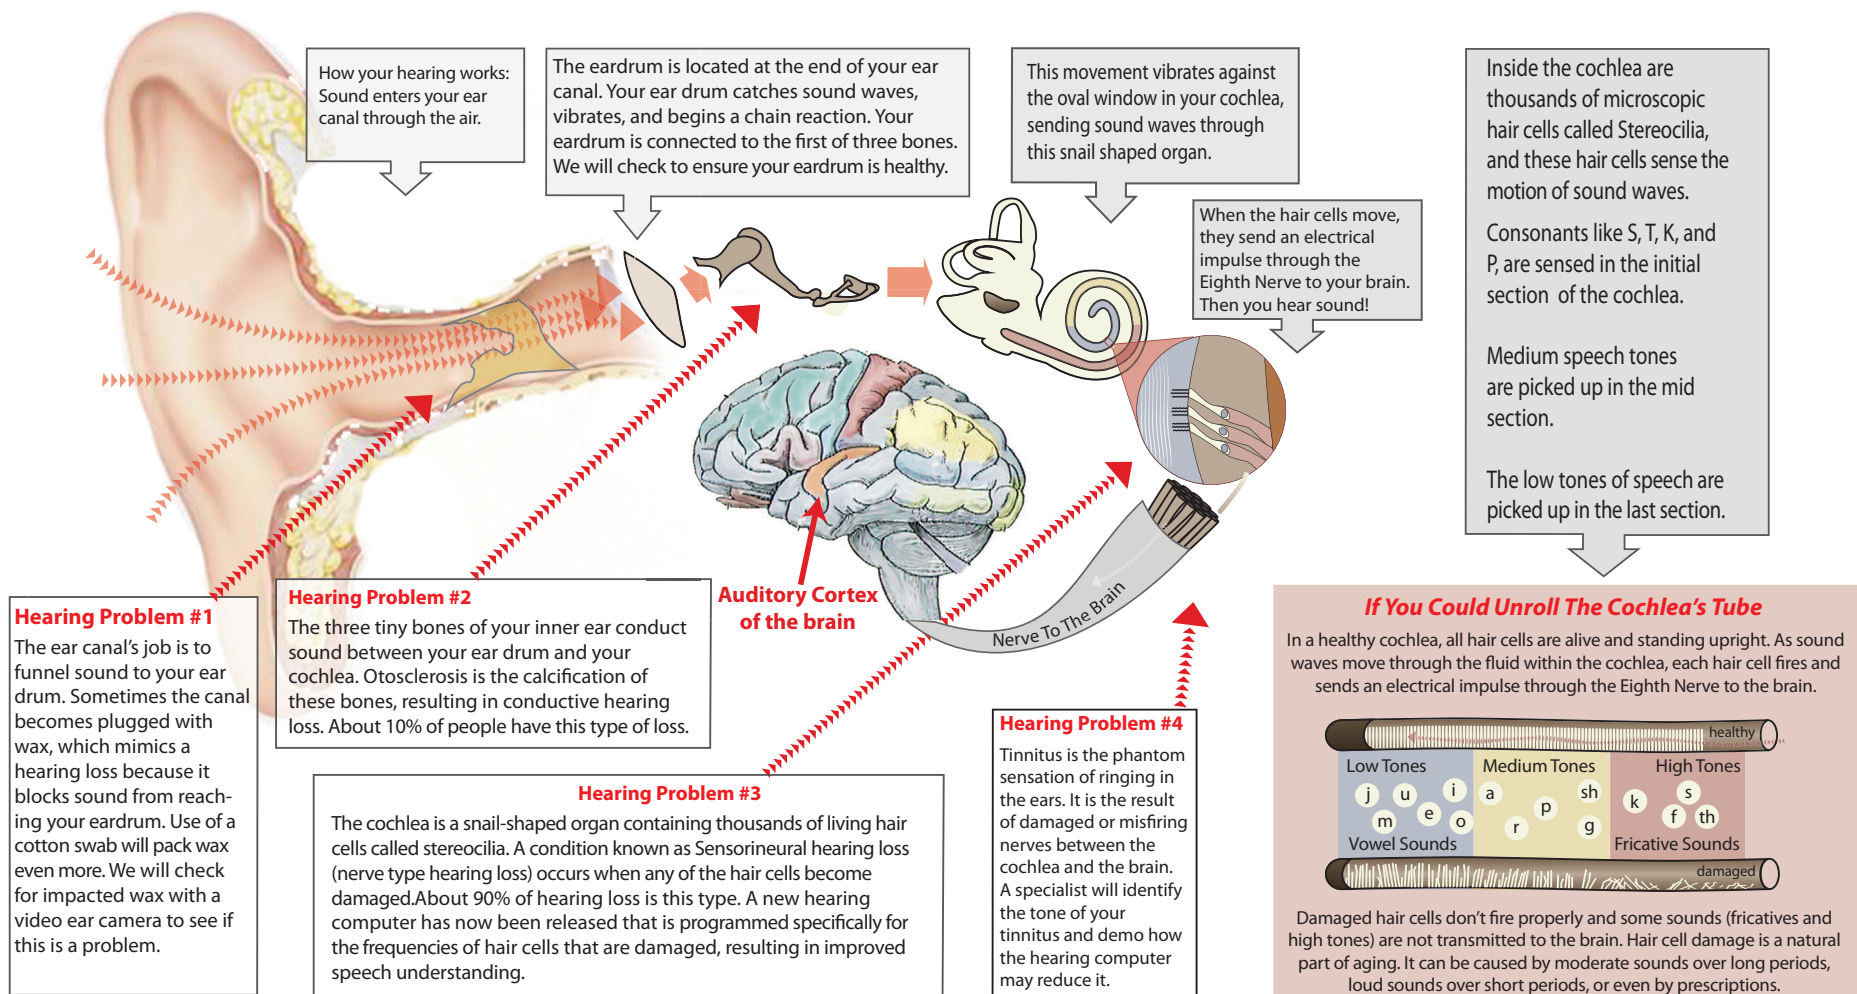 How your hearing works:
Sound enters your ear
canal through the air.
The eardrum is located at the end of your ear
canal. Your ear drum catches sound waves,
vibrates, and begins a chain reaction. Your
eardrum is connected to the first of three bones.
We will check to ensure your eardrum is healthy.
This movement vibrates against
the oval window in your cochlea,
sending sound waves through
this snail shaped organ.
When the hair cells move,
they send an electrical
impulse through the
Eighth Nerve to your brain.
Then you hear sound!
Inside the cochlea are
thousands of microscopic
hair cells called Stereocilia,
and these hair cells sense the
motion of sound waves.
Consonants like S, T, K, and
P, are sensed in the initial
section of the cochlea.
Medium speech tones
are picked up in the mid
section.
The low tones of speech are
picked up in the last section.
Auditory Cortex
of the brain
Nerve To The Brain
Hearing Problem #1
The ear canal's job is to
funnel sound to your ear
drum. Sometimes the canal
becomes plugged with
wax, which mimics a
hearing loss because it
blocks sound from reach-
ing your eardrum. Use of a
cotton swab will pack wax
even more. We will check
for impacted wax with a
video ear camera to see if
this is a problem.
Hearing Problem #2
The three tiny bones of your inner ear conduct
sound between your ear drum and your
cochlea. Otosclerosis is the calcification of
these bones, resulting in conductive hearing
loss. About 10% of people have this type of loss.
Hearing Problem #3
The cochlea is a snail-shaped organ containing thousands of living hair
cells called stereocilia. A condition known as Sensorineural hearing loss
(nerve type hearing loss) occurs when any of the hair cells become
damaged.About 90% of hearing loss is this type. A new hearing
computer has now been released that is programmed specifically for
the frequencies of hair cells that are damaged, resulting in improved
speech understanding.
Hearing Problem #4
Tinnitus is the phantom
sensation of ringing in
the ears. It is the result
of damaged or misfiring
nerves between the
cochlea and the brain.
A specialist will identify
the tone of your
tinnitus and demo how
the hearing computer
may reduce it.
If You Could Unroll The Cochlea's Tube
In a healthy cochlea, all hair cells are alive and standing upright. As sound
waves move through the fluid within the cochlea, each hair cell fires and
sends an electrical impulse through the Eighth Nerve to the brain.
healthy
Low Tones Medium Tones High Tones
j u i a p sh k s
m e o r g f th
Vowel Sounds Fricative Sounds
damaged
Damaged hair cells don't fire properly and some sounds (fricatives and
high tones) are not transmitted to the brain. Hair cell damage is a natural
part of aging. It can be caused by moderate sounds over long periods,
loud sounds over short periods, or even by prescriptions.